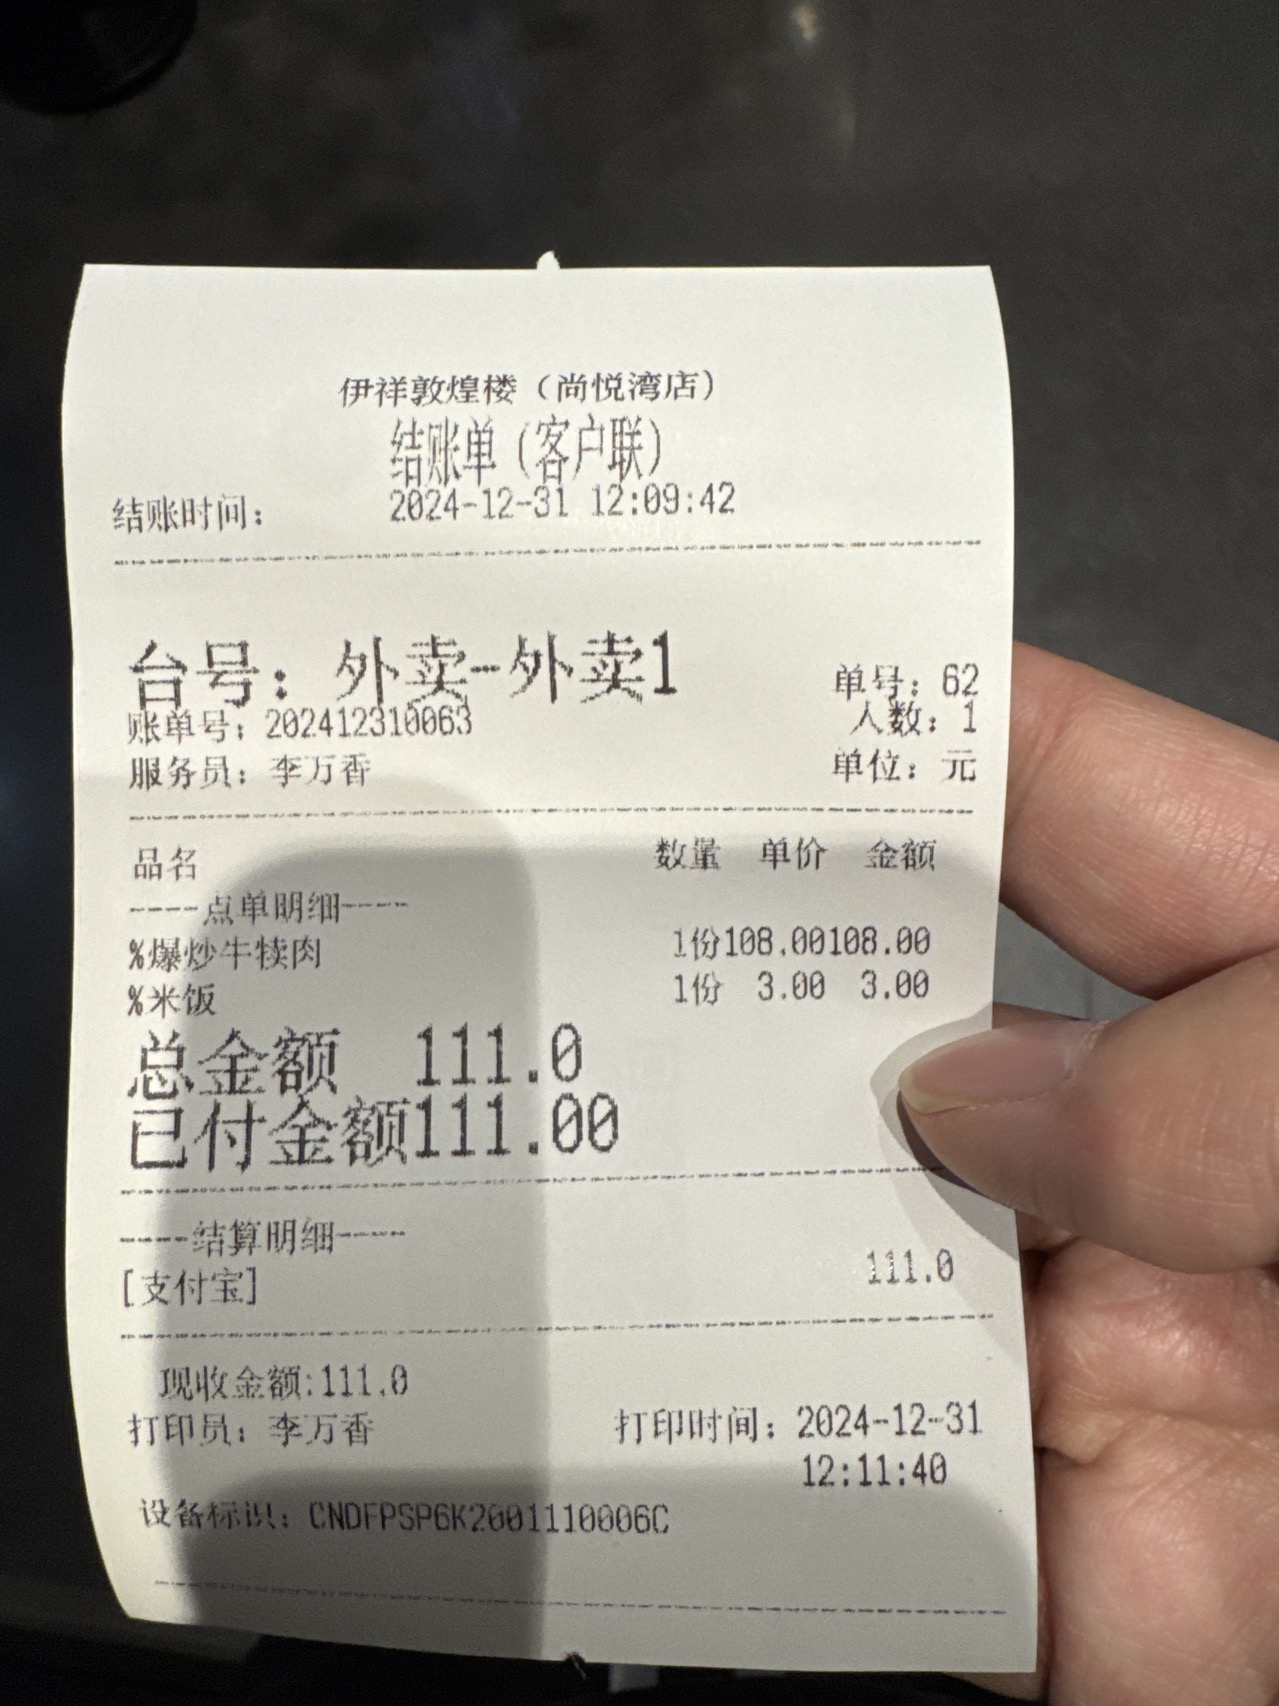 伊祥敦煌楼（尚悦湾店）
结账单（客户联）
结账时间： 2024-12-31 12:09:42
台号：外卖-外卖1 单号：62
账单号：202412310063 人数：1
服务员：李万香 单位：元
品名 数量 单价 金额
----点单明细----
%爆炒牛犊肉 1份108.00108.00
%米饭 1份 3.00 3.00
总金额 111.0
已付金额111.00
----结算明细----
[支付宝] 111.0
现收金额:111.0
打印员：李万香 打印时间：2024-12-31
12:11:40
设备标识：CNDFPSP6K2001110006C